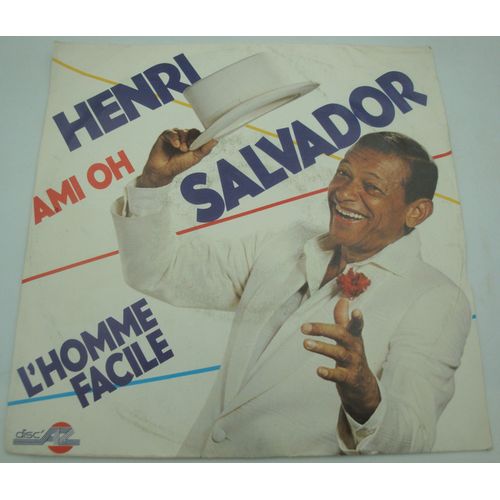 HENRI
SALVADOR
AMI OH
L'HOMME
FACILE
disc'AZ